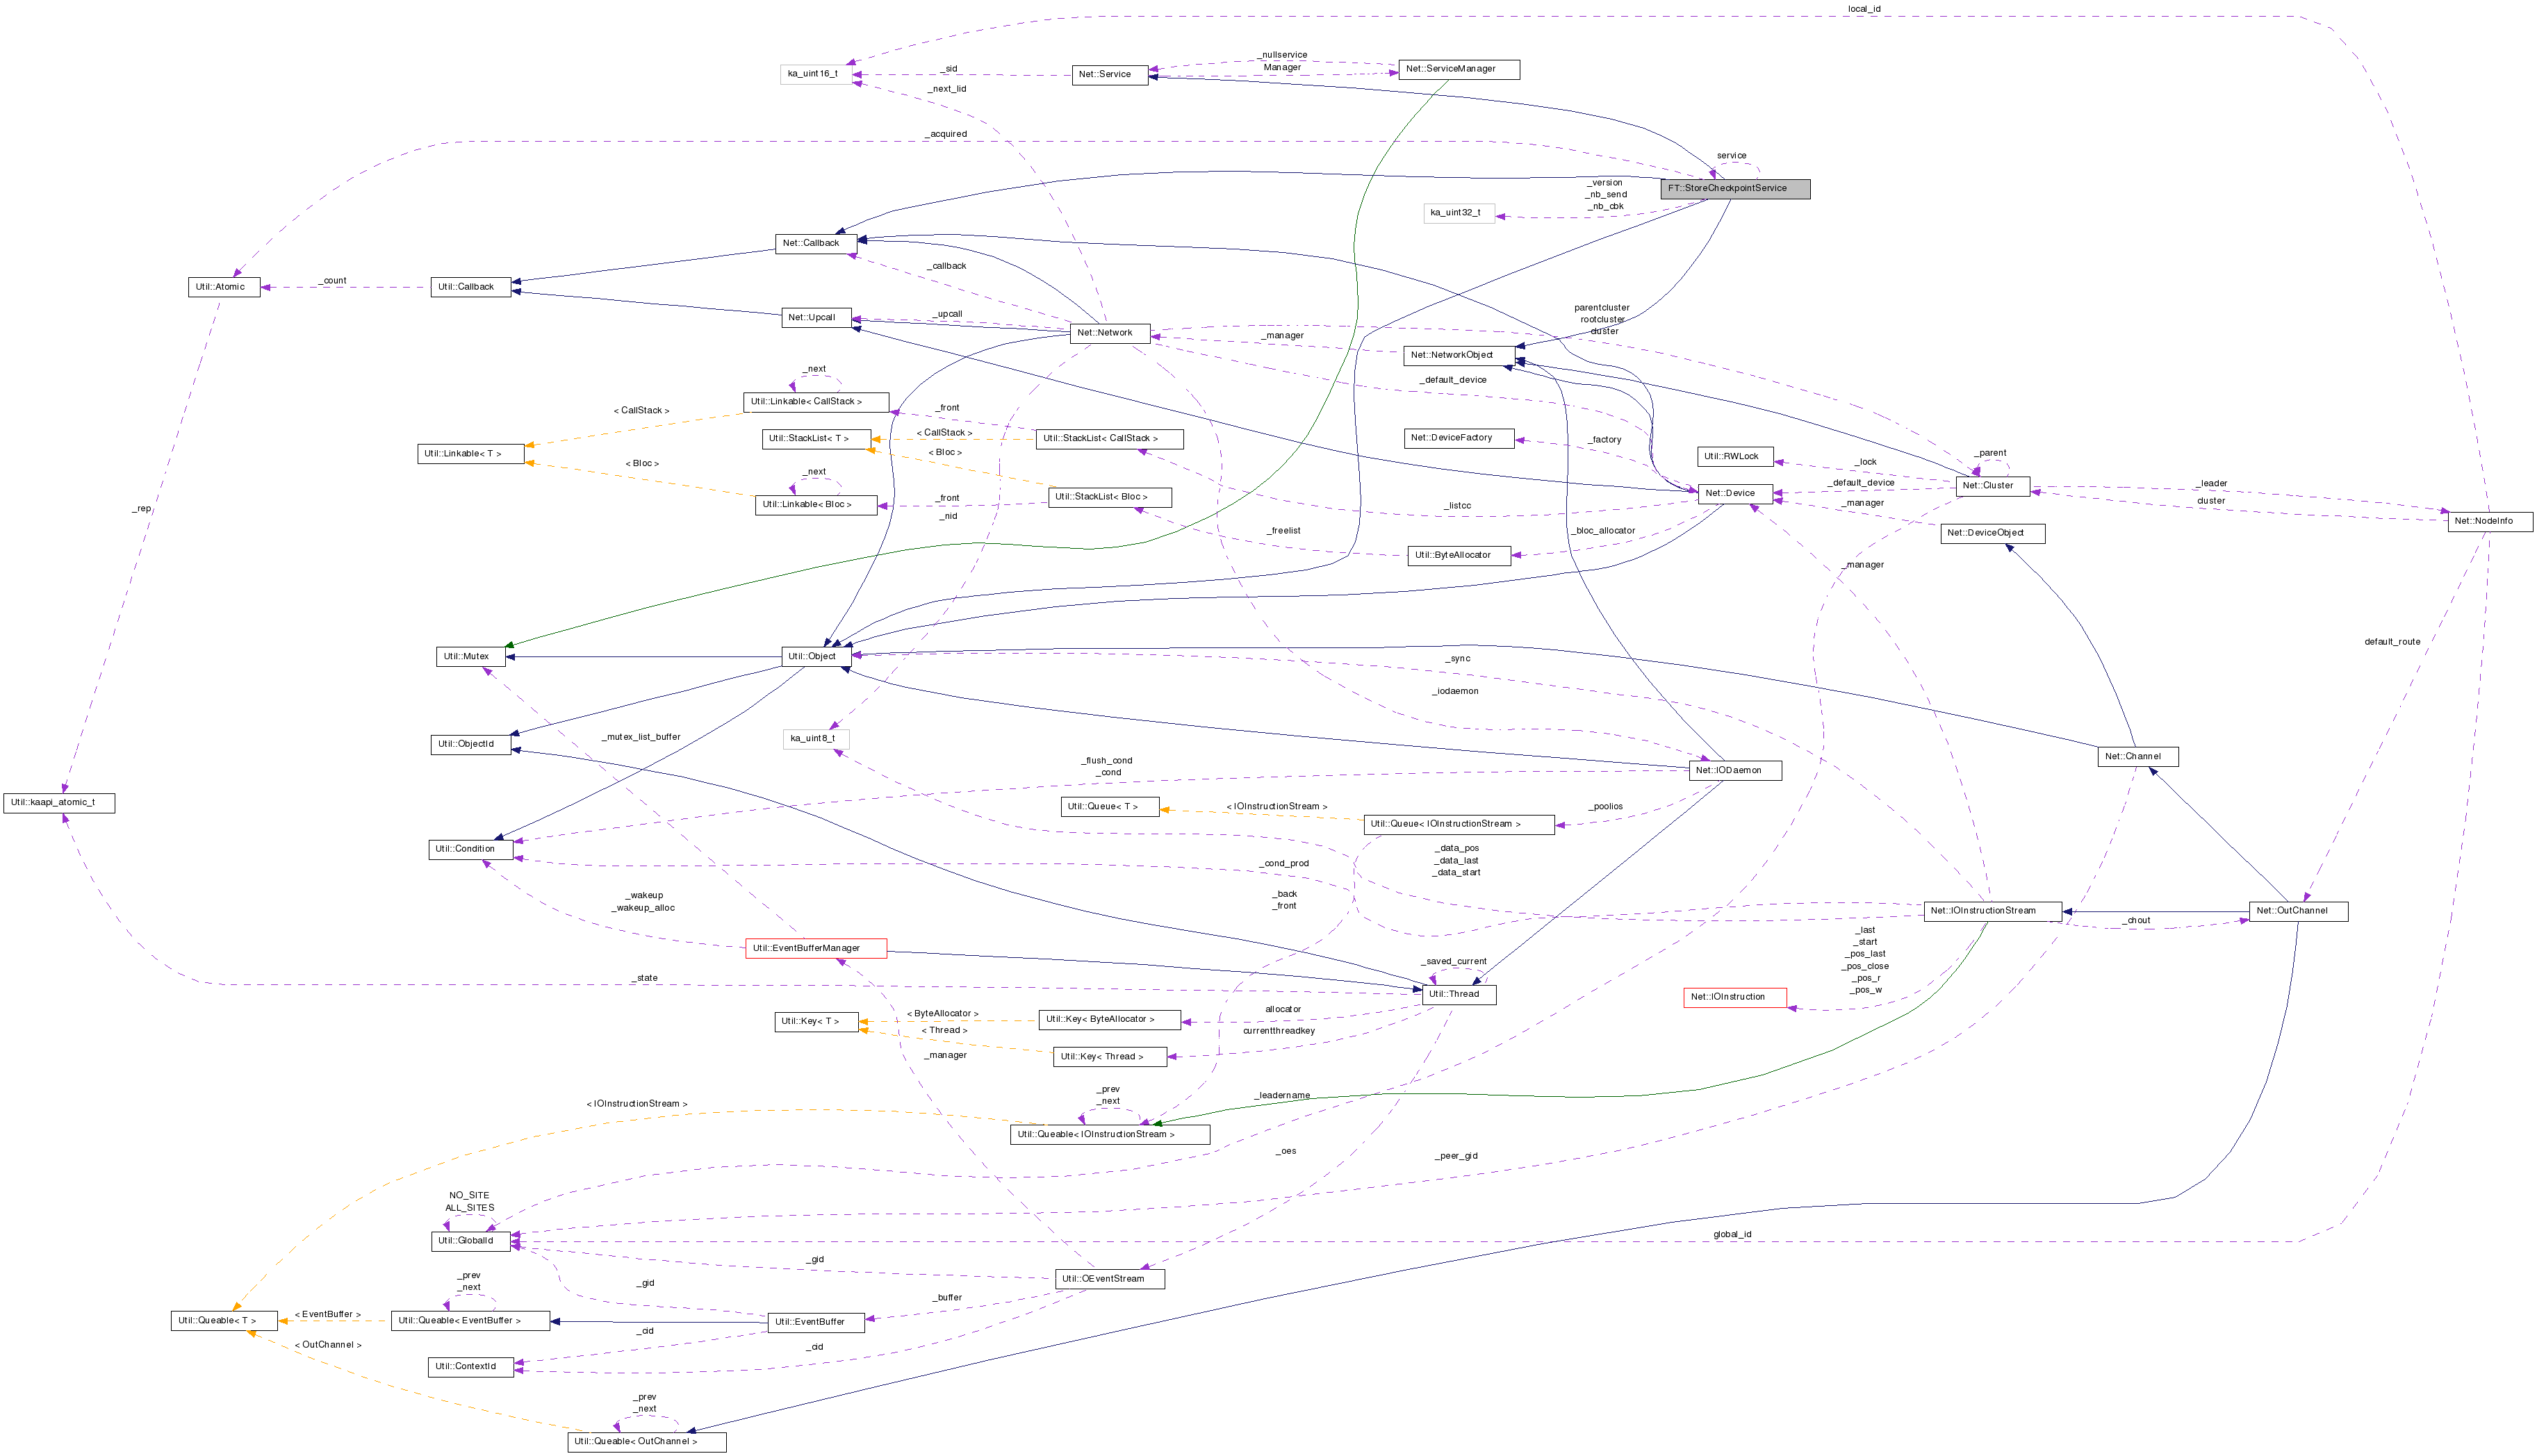 local_id
_nullservice
Manager
Net::ServiceManager
ka_uint16_t
_sid
Net::Service
_next_lid
_acquired
service
FT::StoreCheckpointService
_version
_nb_send
_nb_cbk
ka_uint32_t
Net::Callback
_callback
Util::Atomic
_count
Util::Callback
Net::Upcall
_upcall
Net::Network
parentcluster
rootcluster
cluster
_manager
Net::NetworkObject
_next
_default_device
Util::Linkable< CallStack >
< CallStack >
_front
Util::StackList< T >
< CallStack >
Util::StackList< CallStack >
Net::DeviceFactory
_factory
Util::Linkable< T >
< Bloc >
Util::RWLock
_lock
_parent
< Bloc >
_next
_default_device
Net::Cluster
_leader
Util::Linkable< Bloc >
_front
Util::StackList< Bloc >
Net::Device
_manager
cluster
_rep
_nid
_listcc
Net::NodeInfo
_freelist
_bloc_allocator
Net::DeviceObject
Util::ByteAllocator
_manager
default_route
Util::Mutex
Util::Object
_sync
_iodaemon
_mutex_list_buffer
Util::ObjectId
ka_uint8_t
_flush_cond
_cond
Net::IODaemon
Net::Channel
Util::kaapi_atomic_t
Util::Queue< T >
< IOInstructionStream >
_poolios
Util::Queue< IOInstructionStream >
Util::Condition
_cond_prod
_data_pos
_data_last
_data_start
_wakeup
_wakeup_alloc
_back
_front
Net::IOInstructionStream
_chout
Net::OutChannel
Util::EventBufferManager
_last
_start
_pos_last
_pos_close
_pos_r
_pos_w
_state
_saved_current
Util::Thread
Net::IOInstruction
Util::Key< T >
< ByteAllocator >
< Thread >
Util::Key< ByteAllocator >
allocator
currentthreadkey
Util::Key< Thread >
_manager
_prev
_next
_leadername
< IOInstructionStream >
Util::Queable< IOInstructionStream >
_oes
_peer_gid
NO_SITE
ALL_SITES
Util::GlobalId
global_id
_gid
_gid
Util::OEventStream
_prev
_next
_buffer
Util::Queable< T >
< EventBuffer >
Util::Queable< EventBuffer >
Util::EventBuffer
_cid
_cid
< OutChannel >
Util::ContextId
_prev
_next
Util::Queable< OutChannel >